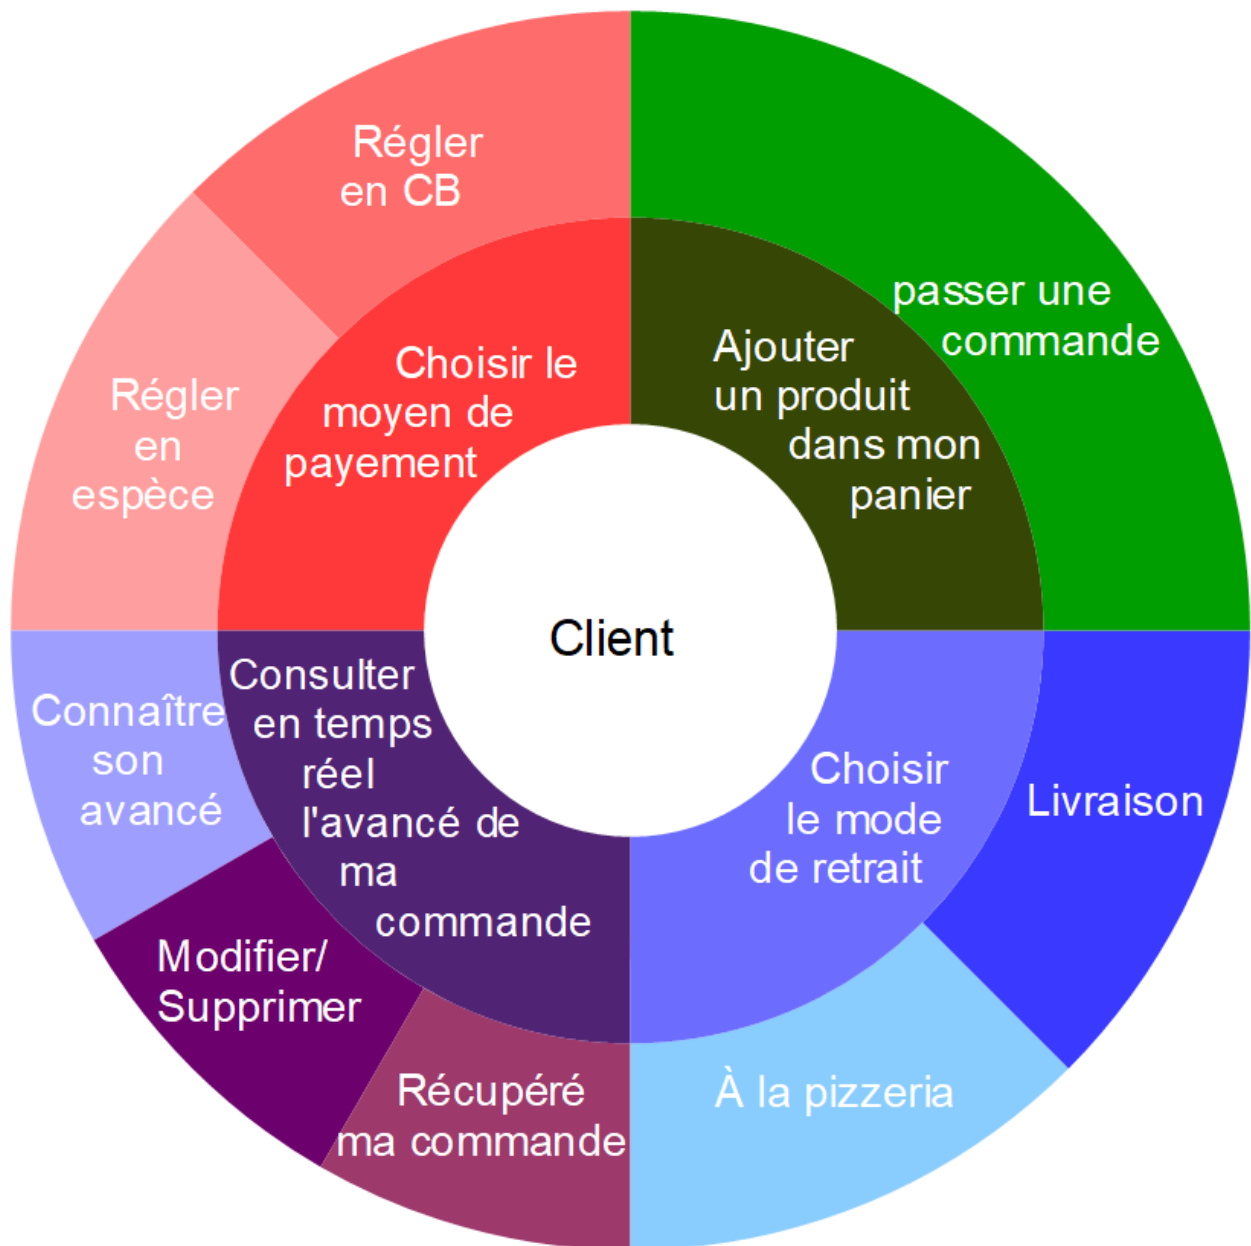 Régler
en CB
passer une
commande
Choisir le
moyen de
payement
Ajouter
un produit
dans mon
panier
Régler
en
espèce
Client
Consulter
en temps
réel
l'avancé de
ma
commande
Connaître
son
avancé
Choisir
le mode
de retrait
Livraison
Modifier/
Supprimer
Récupéré
ma commande
À la pizzeria